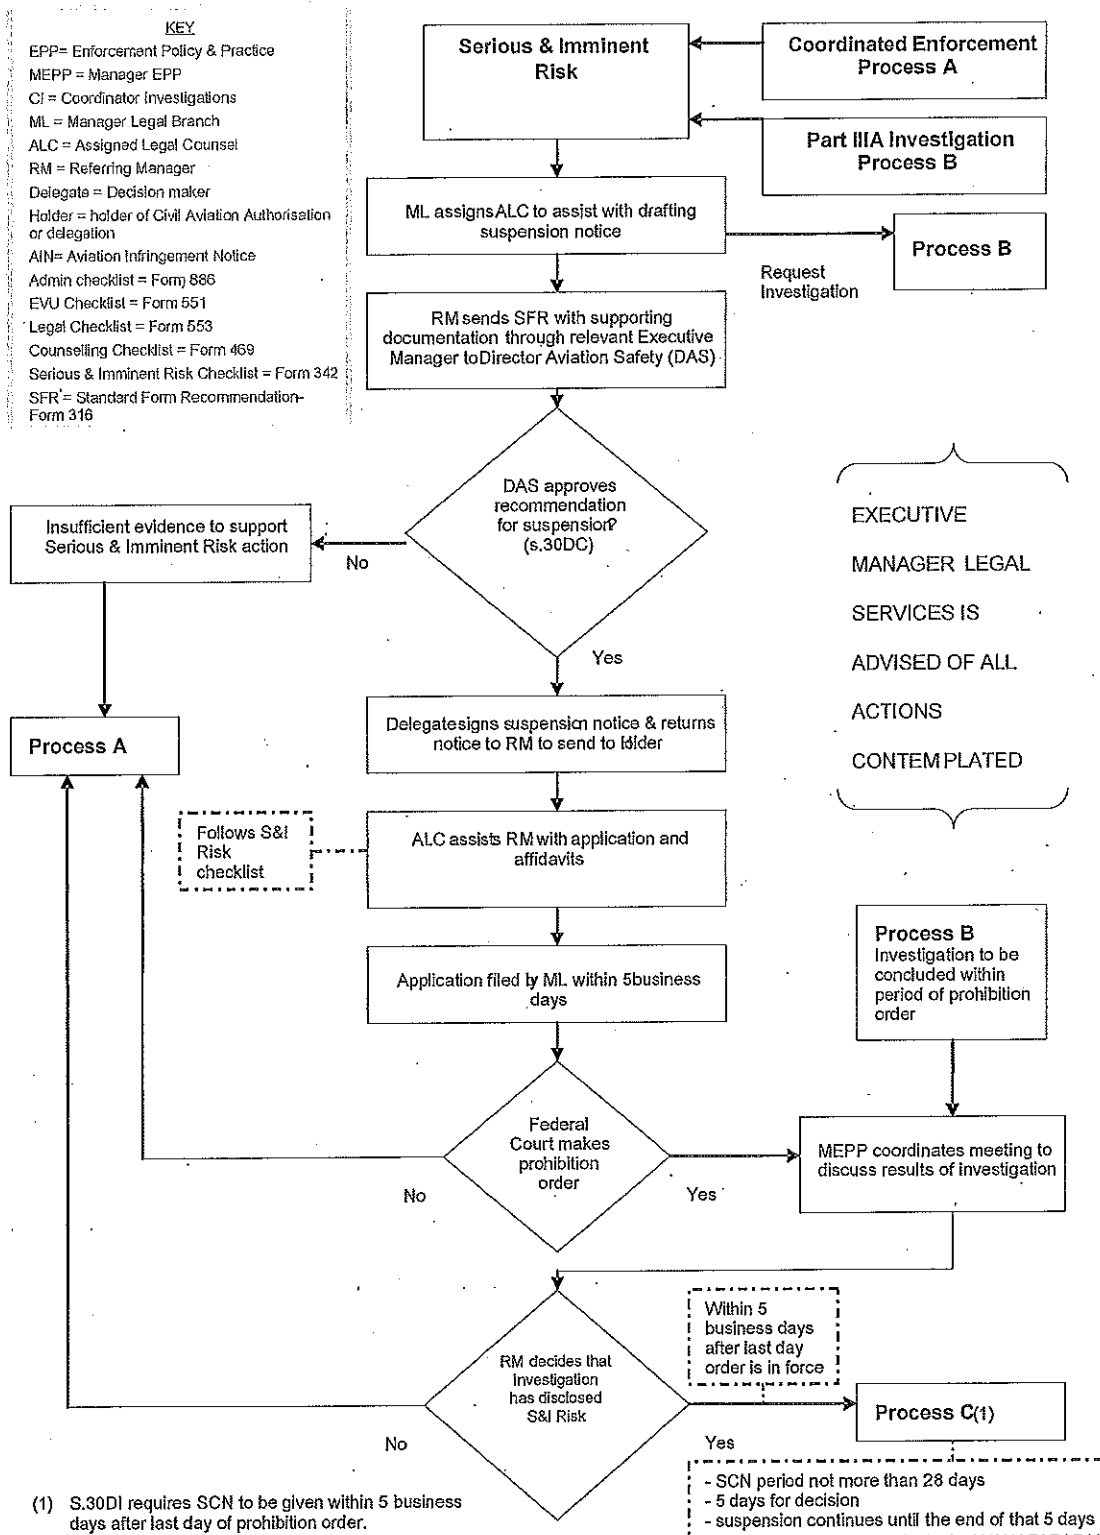 KEY
EPP= Enforcement Policy & Practice
MEPP = Manager EPP
CI = Coordinator Investigations
ML = Manager Legal Branch
ALC = Assigned Legal Counsel
RM = Referring Manager
Delegate = Decision maker
Holder = holder of Civil Aviation Authorisation
or delegation
AIN= Aviation Infringement Notice
Admin checklist = Form 886
EVU Checklist = Form 551
Legal Checklist = Form 553
Counselling Checklist = Form 469
Serious & Imminent Risk Checklist = Form 342
SFR = Standard Form Recommendation-
Form 316
Serious & Imminent
Risk
Coordinated Enforcement
Process A
Part IIIA Investigation
Process B
ML assignsALC to assist with drafting
suspension notice
Process B
Request
Investigation
RM sends SFR with supporting
documentation through relevant Executive
Manager toDirector Aviation Safety (DAS)
DAS approves
recommendation
for suspension?
(s.30DC)
No
Yes
Insufficient evidence to support
Serious & Imminent Risk action
EXECUTIVE
MANAGER LEGAL
SERVICES IS
ADVISED OF ALL
ACTIONS
CONTEMPLATED
Process A
Delegatesigns suspension notice & returns
notice to RM to send to
Follows S&I
Risk
checklist
ALC assists RM with application and
affidavits
Application filed by ML within 5business
days
Process B
Investigation to be
concluded within
period of prohibition
order
Federal
Court makes
prohibition
order
No
Yes
MEPP coordinates meeting to
discuss results of investigation
RM decides that
investigation
has disclosed
S&I Risk
Within 5
business days
after last day
order is in force
No
Yes
Process C(1)
- SCN period not more than 28 days
- 5 days for decision
- suspension continues until the end of that 5 days
(1) S.30DI requires SCN to be given within 5 business
days after last day of prohibition order.